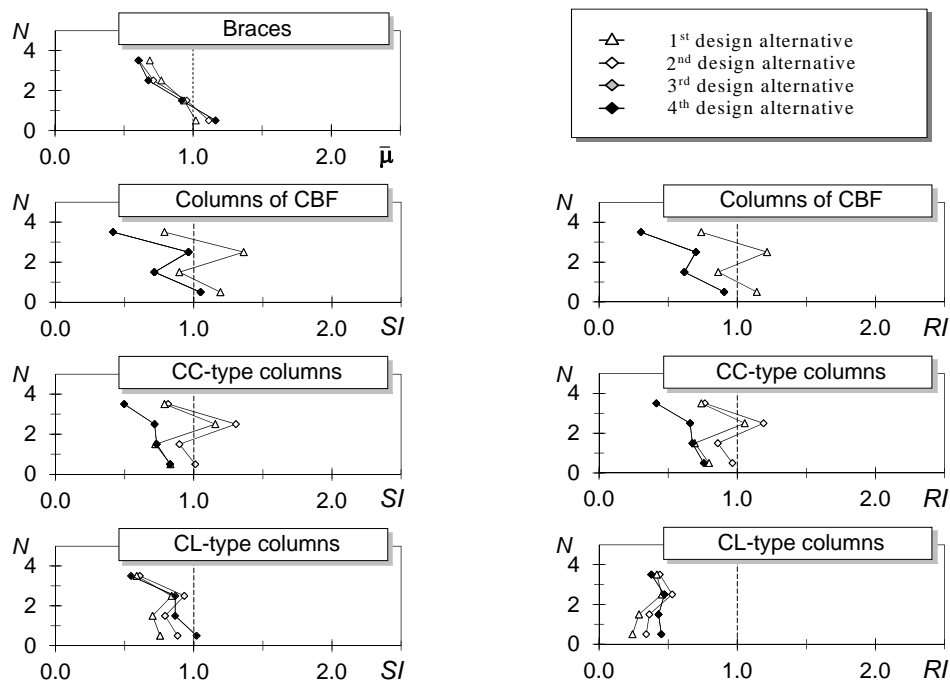 N
Braces
4
2
0
0.0 1.0 μ̄ 2.0
1st design alternative
2nd design alternative
3rd design alternative
4th design alternative
N
Columns of CBF
4
2
0
0.0 1.0 2.0 SI
N
Columns of CBF
4
2
0
0.0 1.0 2.0 RI
N
CC-type columns
4
2
0
0.0 1.0 2.0 SI
N
CC-type columns
4
2
0
0.0 1.0 2.0 RI
N
CL-type columns
4
2
0
0.0 1.0 2.0 SI
N
CL-type columns
4
2
0
0.0 1.0 2.0 RI